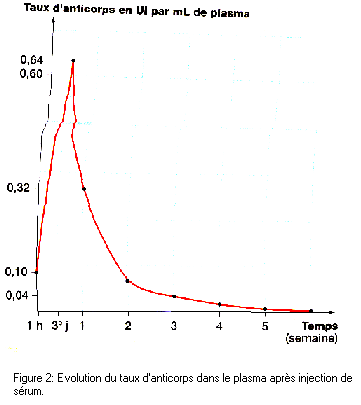 Taux d'anticorps en UI par mL de plasma
0,64
0,60
0,32
0,10
0,04
1 h 3³ j 1 2 3 4 5 Temps
(semaine)
Figure 2: Evolution du taux d'anticorps dans le plasma après injection de
sérum.